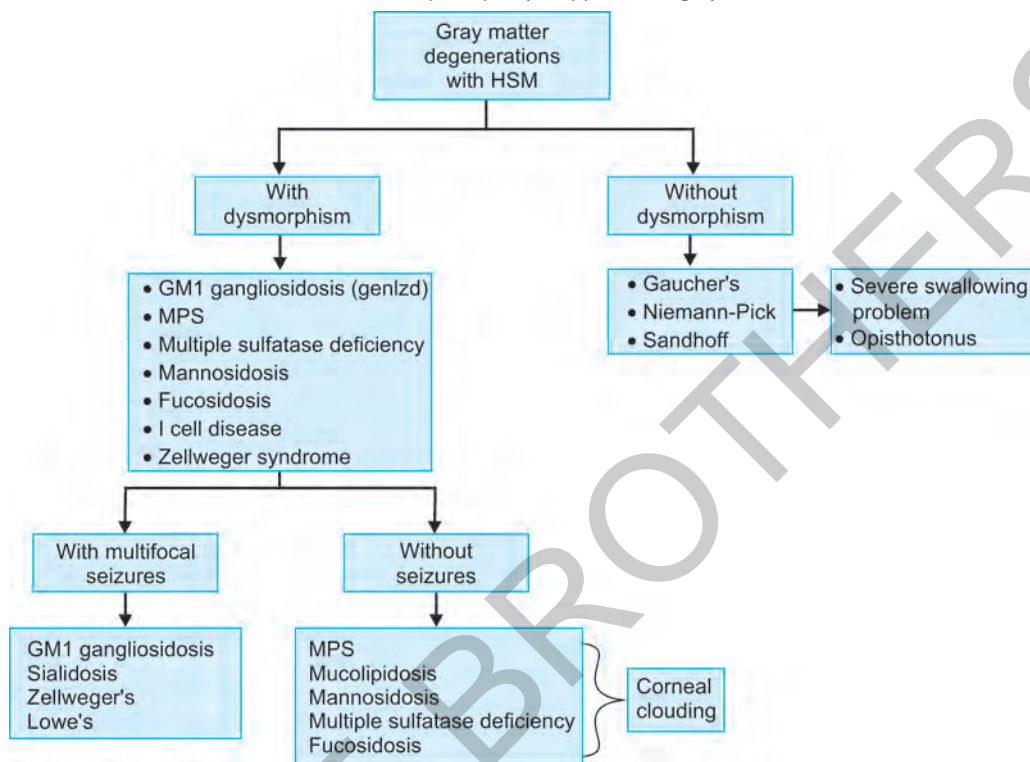 Gray matter
degenerations
with HSM
With
dysmorphism
Without
dysmorphism
• GM1 gangliosidosis (genlzd)
• MPS
• Multiple sulfatase deficiency
• Mannosidosis
• Fucosidosis
• I cell disease
• Zellweger syndrome
• Gaucher's
• Niemann-Pick
• Sandhoff
• Severe swallowing
problem
• Opisthotonus
With multifocal
seizures
Without
seizures
GM1 gangliosidosis
Sialidosis
Zellweger's
Lowe's
MPS
Mucolipidosis
Mannosidosis
Multiple sulfatase deficiency
Fucosidosis
Corneal
clouding
BROTHERS